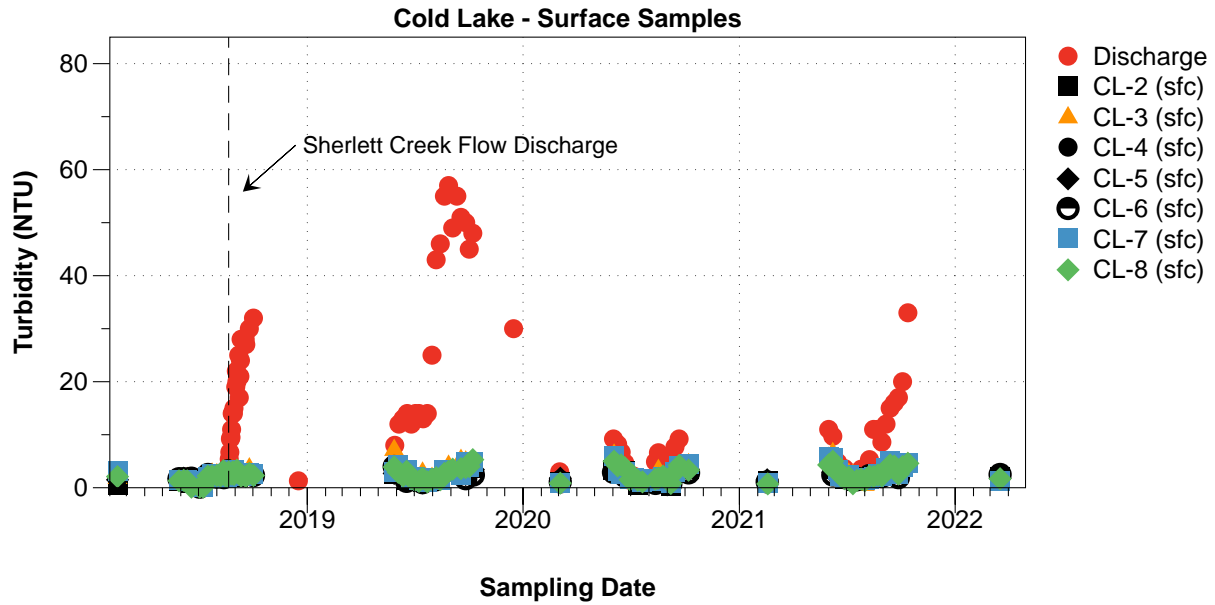 Cold Lake - Surface Samples
Turbidity (NTU)
80
60
40
20
0
Sherlett Creek Flow Discharge
2019
2020
2021
2022
Sampling Date
Discharge
CL-2 (sfc)
CL-3 (sfc)
CL-4 (sfc)
CL-5 (sfc)
CL-6 (sfc)
CL-7 (sfc)
CL-8 (sfc)